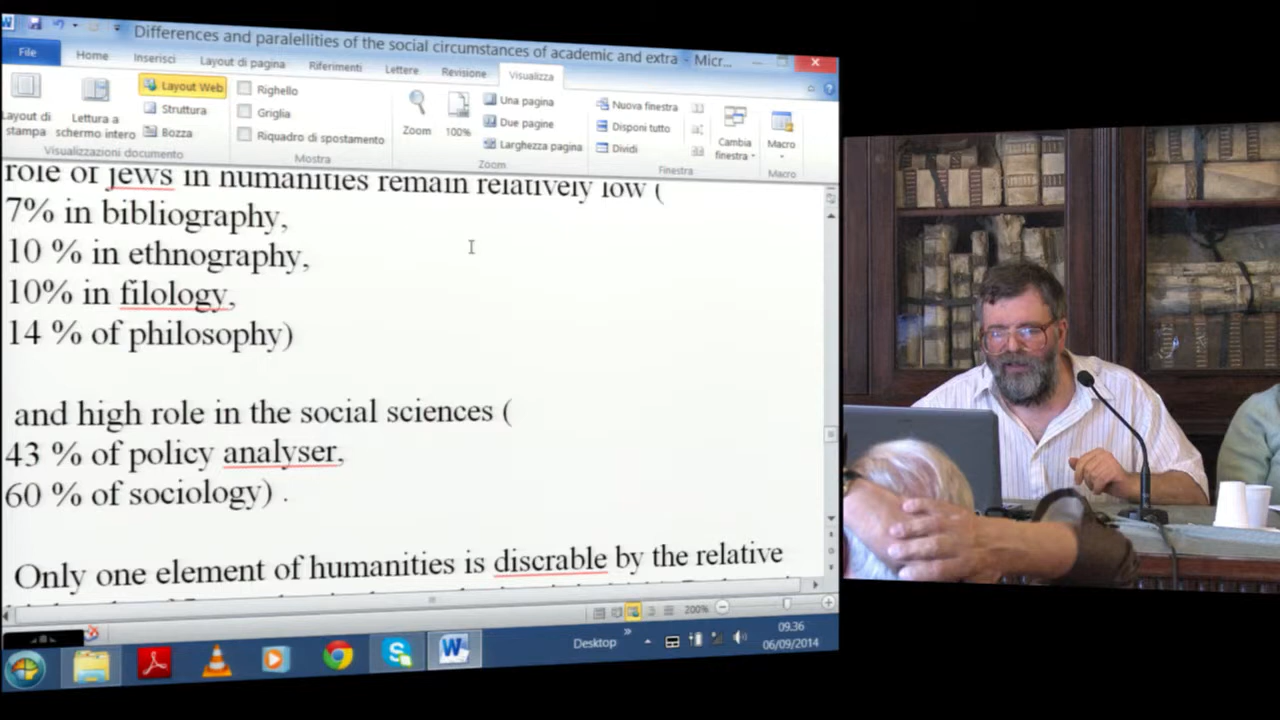 Differences and paralellities of the social circumstances of academic and extra - Micr...
File Home Inserisci Layout di pagina Riferimenti Lettere Revisione Visualizza
Layout di stampa
Lettura a schermo intero
Layout Web
Struttura
Bozza
Visualizzazioni documento
Righello
Griglia
Riquadro di spostamento
Mostra
Zoom
100%
Una pagina
Due pagine
Larghezza pagina
Zoom
Nuova finestra
Disponi tutto
Dividi
Cambia finestra
Finestra
Macro
Macro
role of jews in humanities remain relatively low (
7% in bibliography,
10 % in ethnography,
10% in filology,
14 % of philosophy)
and high role in the social sciences (
43 % of policy analyser,
60 % of sociology) .
Only one element of humanities is discrable by the relative
200%
Desktop
09.36
06/09/2014